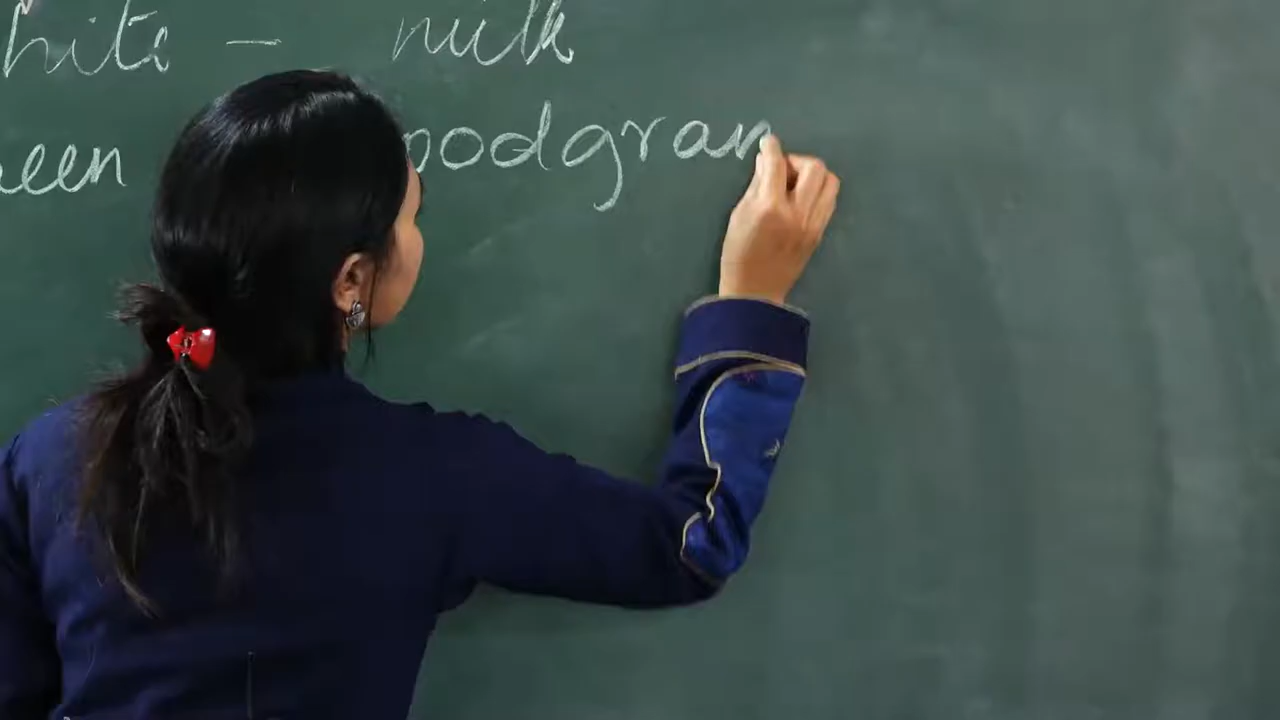 hite – milk
een oodgran